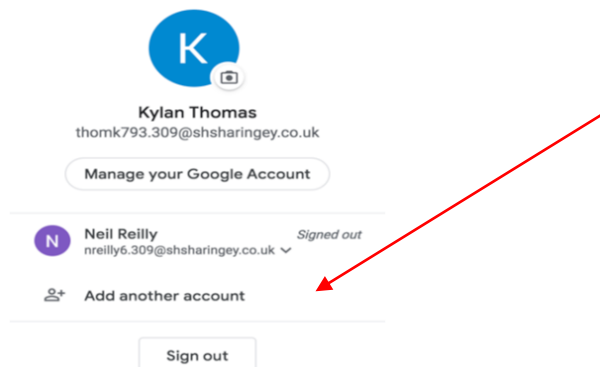 K
Kylan Thomas
thomk793.309@shsharingey.co.uk
Manage your Google Account
N
Neil Reilly
Signed out
nreilly6.309@shsharingey.co.uk
Add another account
Sign out